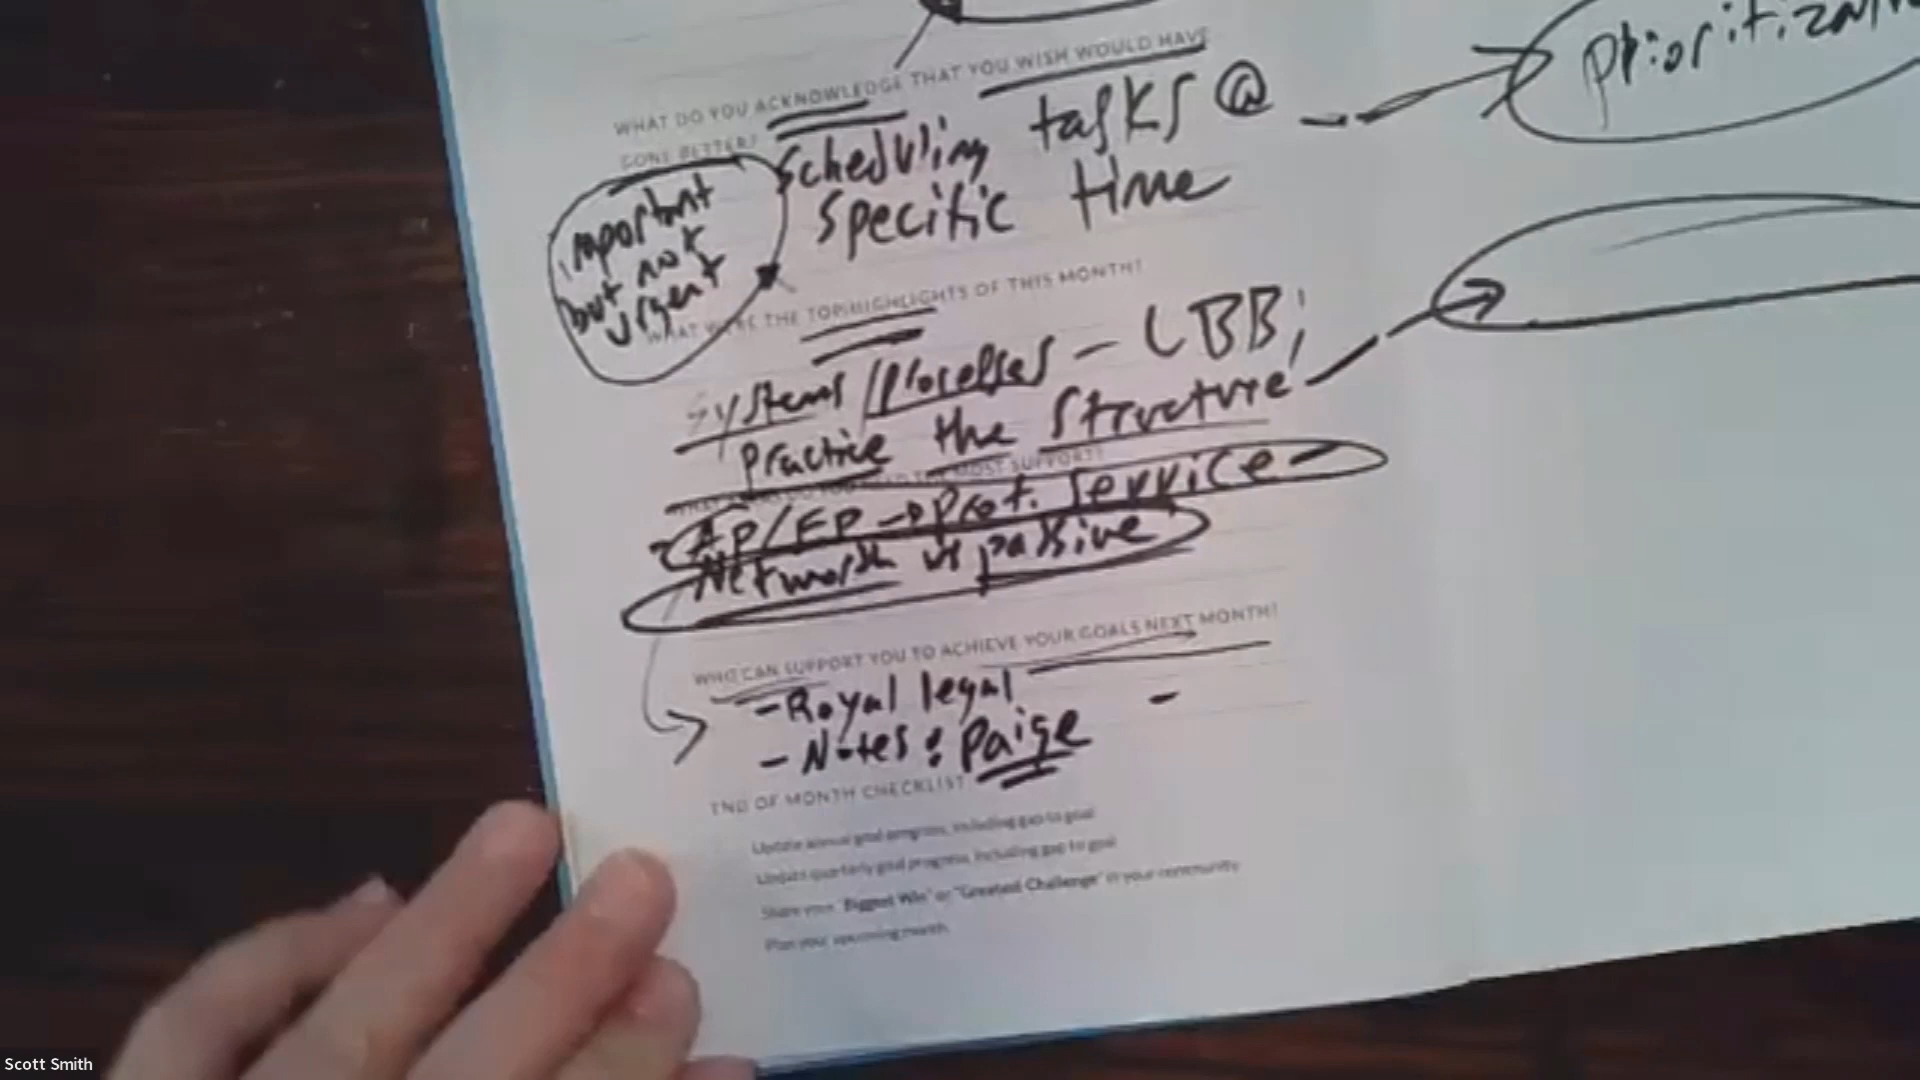 prioritiza
WHAT DO YOU ACKNOWLEDGE THAT YOU WISH WOULD HAVE
GONE BETTER?
scheduling tasks @
specific time
important
but not
urgent
WHAT WERE THE TOP HIGHLIGHTS OF THIS MONTH?
Systems/processes - LBB;
practice the structure
MOST SUPPORT?
AP/EP → Prof. Service -
Networth vs passive
WHO CAN SUPPORT YOU TO ACHIEVE YOUR GOALS NEXT MONTH?
- Royal legal -
- Notes : Paige
END OF MONTH CHECKLIST
Update annual goal progress, including gap to goal
Update quarterly goal progress, including gap to goal
Share your "Biggest Win" or "Greatest Challenge" in your community
Plan your upcoming month
Scott Smith